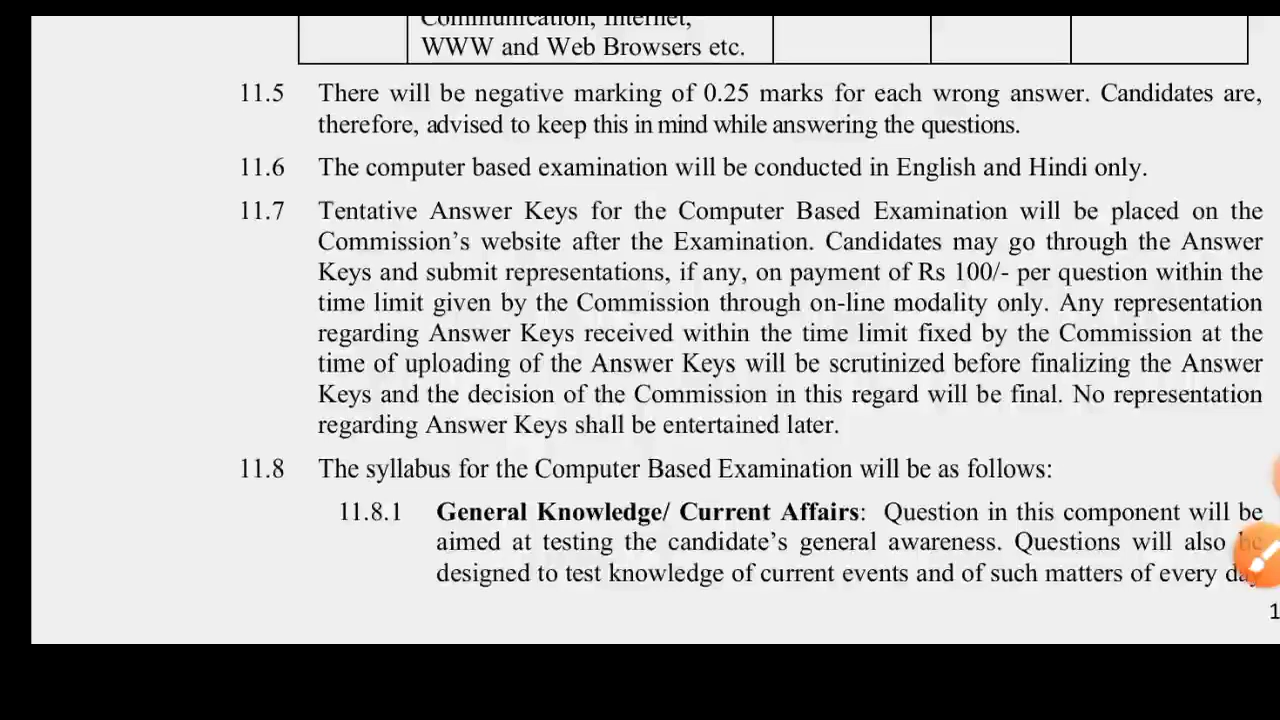 Communication, Internet,
WWW and Web Browsers etc.
11.5 There will be negative marking of 0.25 marks for each wrong answer. Candidates are,
therefore, advised to keep this in mind while answering the questions.
11.6 The computer based examination will be conducted in English and Hindi only.
11.7 Tentative Answer Keys for the Computer Based Examination will be placed on the
Commission's website after the Examination. Candidates may go through the Answer
Keys and submit representations, if any, on payment of Rs 100/- per question within the
time limit given by the Commission through on-line modality only. Any representation
regarding Answer Keys received within the time limit fixed by the Commission at the
time of uploading of the Answer Keys will be scrutinized before finalizing the Answer
Keys and the decision of the Commission in this regard will be final. No representation
regarding Answer Keys shall be entertained later.
11.8 The syllabus for the Computer Based Examination will be as follows:
11.8.1 General Knowledge/ Current Affairs: Question in this component will be
aimed at testing the candidate's general awareness. Questions will also be
designed to test knowledge of current events and of such matters of every day
1